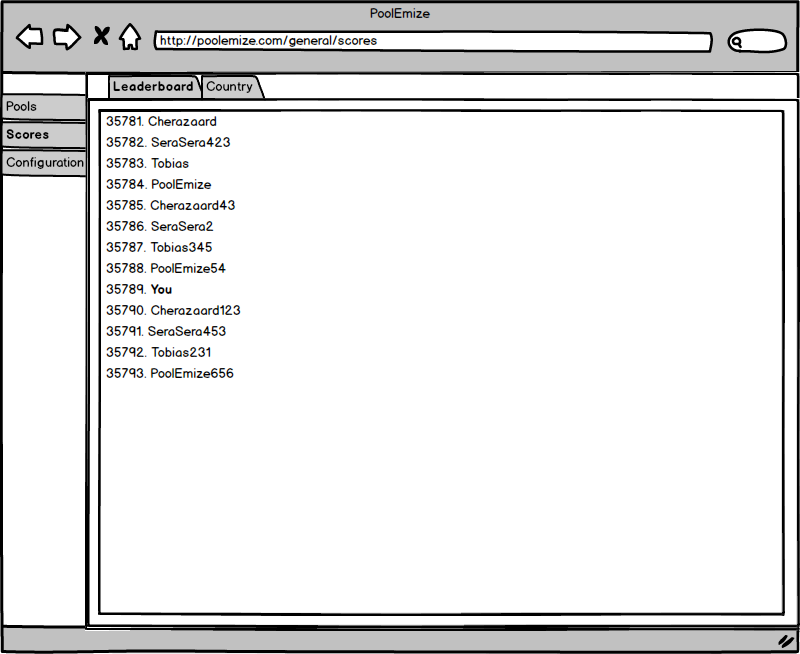 PoolEmize
http://poolemize.com/general/scores
Leaderboard
Country
Pools
Scores
Configuration
35781. Cherazaard
35782. SeraSera423
35783. Tobias
35784. PoolEmize
35785. Cherazaard43
35786. SeraSera2
35787. Tobias345
35788. PoolEmize54
35789. You
35790. Cherazaard123
35791. SeraSera453
35792. Tobias231
35793. PoolEmize656